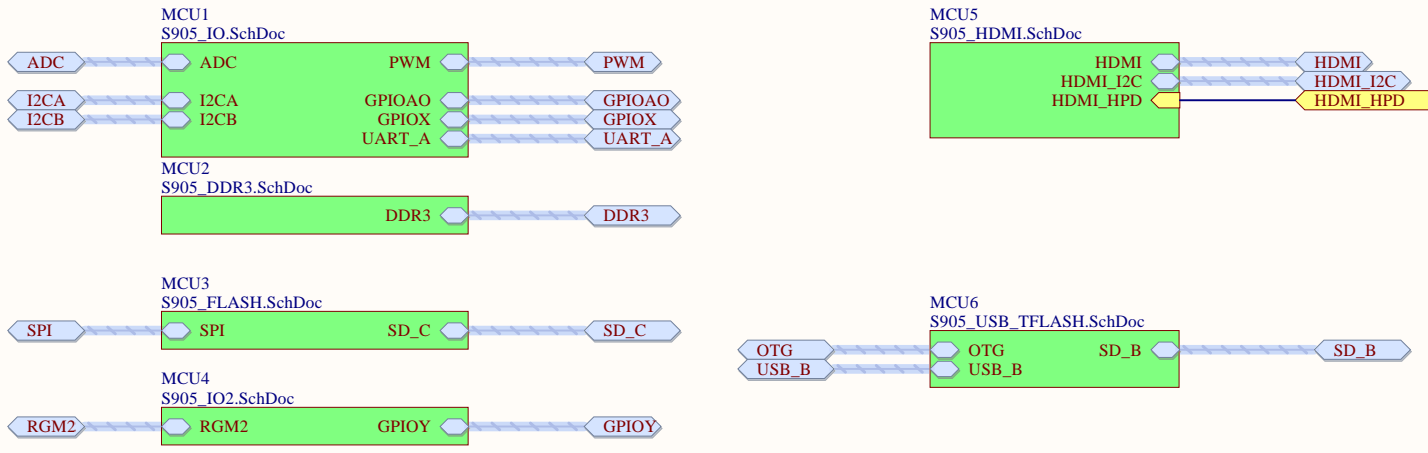 MCU1
S905_IO.SchDoc
ADC ADC PWM PWM
I2CA I2CA GPIOAO GPIOAO
I2CB I2CB GPIOX GPIOX
UART_A UART_A
MCU2
S905_DDR3.SchDoc
DDR3 DDR3
MCU3
S905_FLASH.SchDoc
SPI SPI SD_C SD_C
MCU4
S905_IO2.SchDoc
RGM2 RGM2 GPIOY GPIOY
MCU5
S905_HDMI.SchDoc
HDMI HDMI
HDMI_I2C HDMI_I2C
HDMI_HPD HDMI_HPD
MCU6
S905_USB_TFLASH.SchDoc
OTG OTG SD_B SD_B
USB_B USB_B